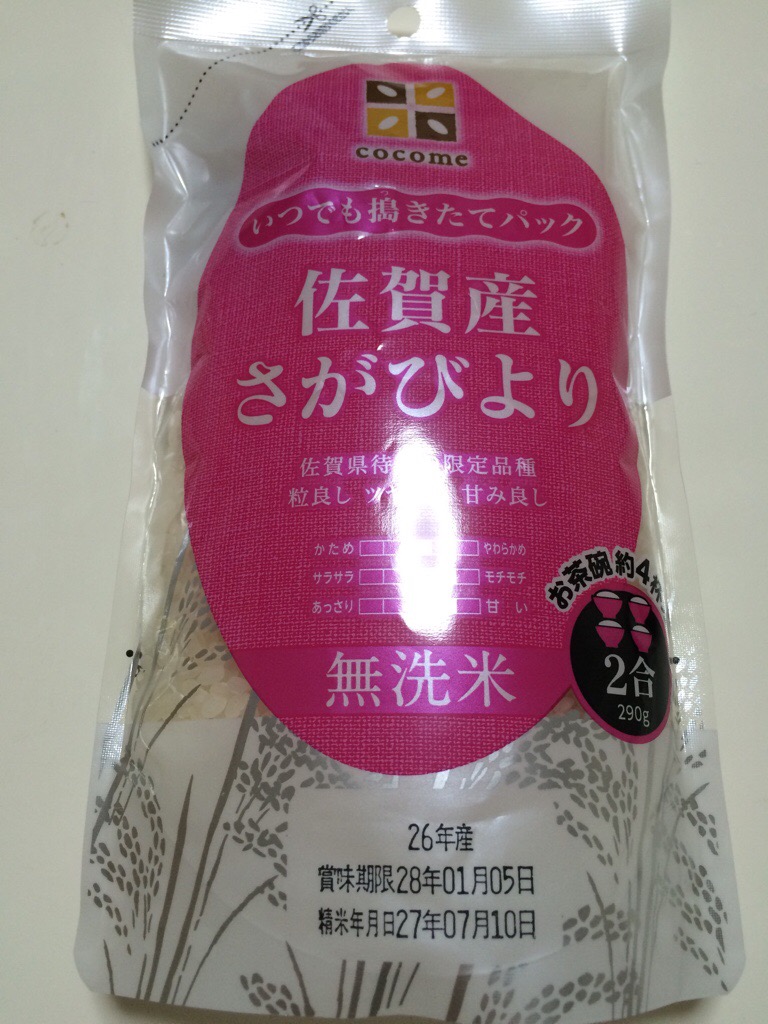 cocome
いつでも搗きたてパック
佐賀産
さがびより
佐賀県待 限定品種
粒良し ツ 甘み良し
かため やわらかめ
サラサラ モチモチ
あっさり 甘い
お茶碗 約4杯
2合
290g
無洗米
26年産
賞味期限28年01月05日
精米年月日27年07月10日